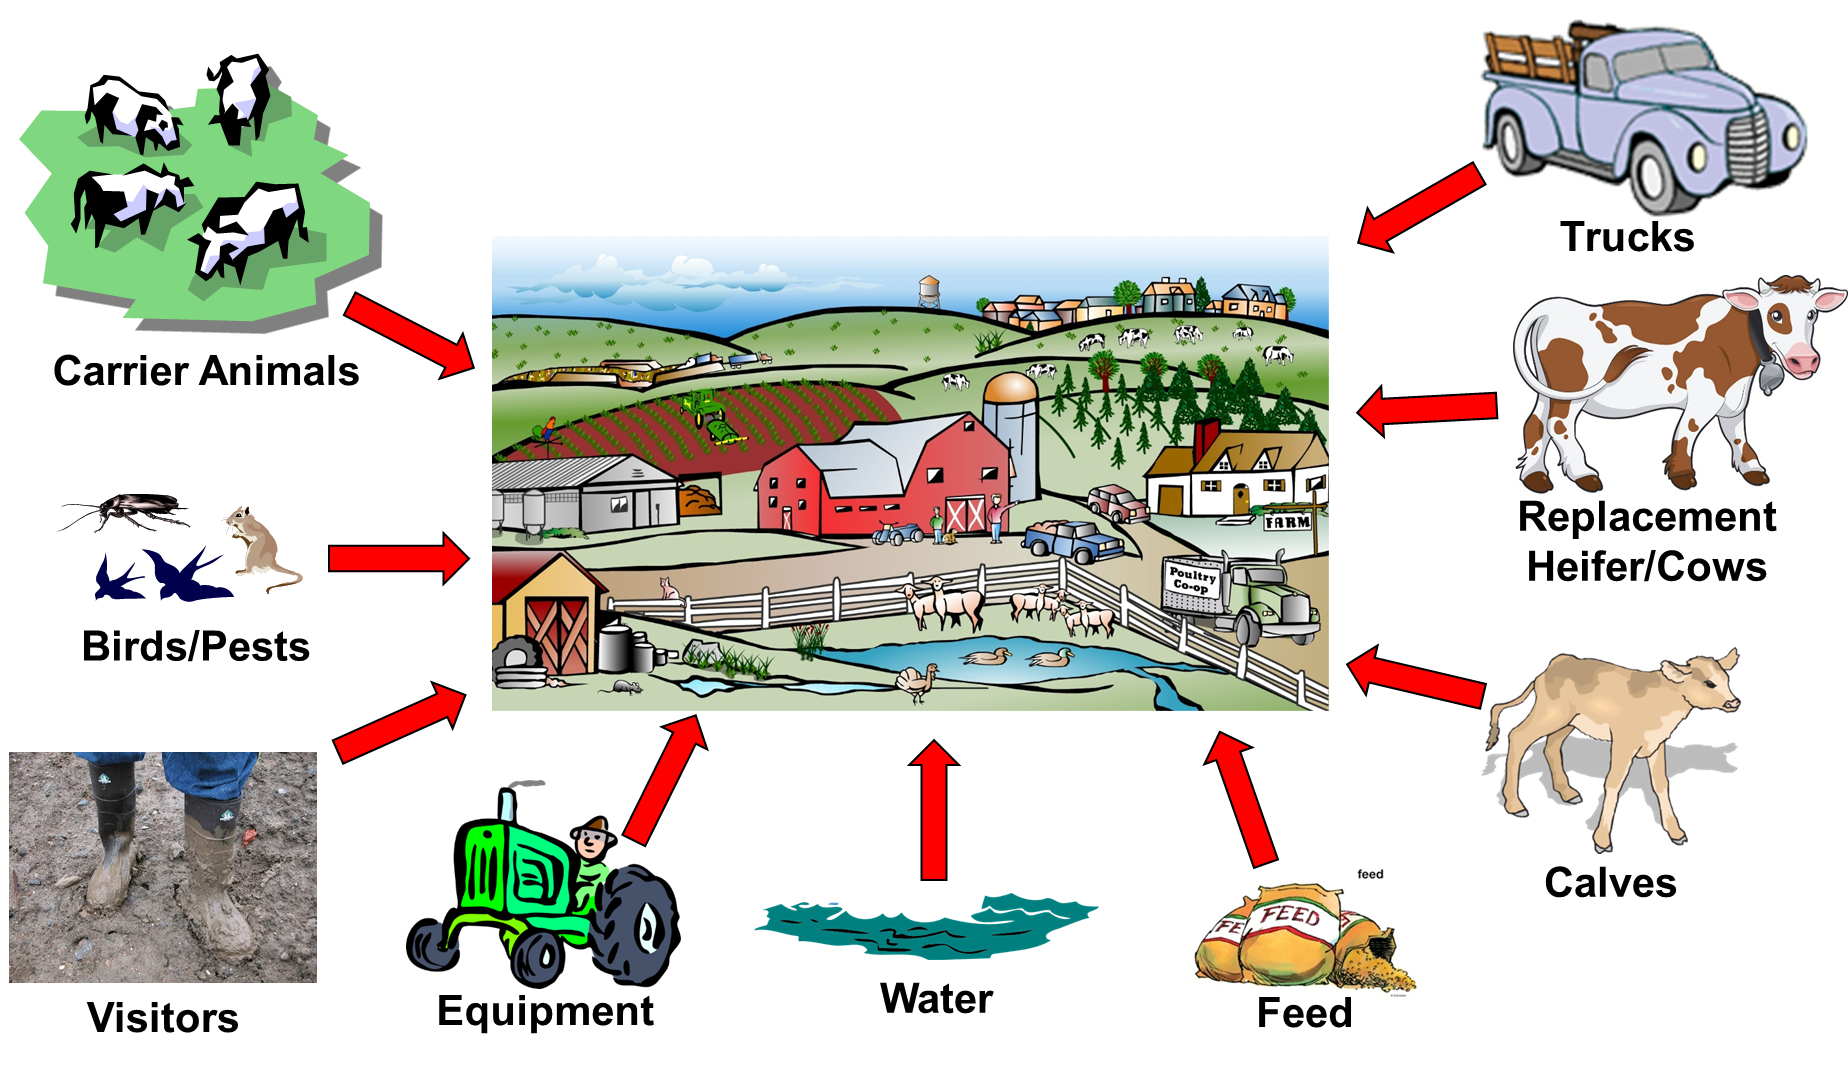 Trucks
Carrier Animals
Replacement
Heifer/Cows
FARM
Poultry
Co-op
Birds/Pests
Calves
feed
FEED
FE
Water
Equipment
Feed
Visitors